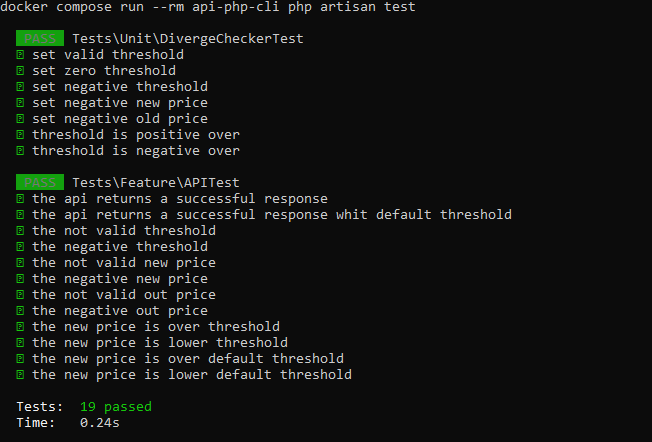 docker compose run --rm api-php-cli php artisan test
PASS Tests\Unit\DivergeCheckerTest
set valid threshold
set zero threshold
set negative threshold
set negative new price
set negative old price
threshold is positive over
threshold is negative over
PASS Tests\Feature\APITest
the api returns a successful response
the api returns a successful response whit default threshold
the not valid threshold
the negative threshold
the not valid new price
the negative new price
the not valid out price
the negative out price
the new price is over threshold
the new price is lower threshold
the new price is over default threshold
the new price is lower default threshold
Tests: 19 passed
Time: 0.24s